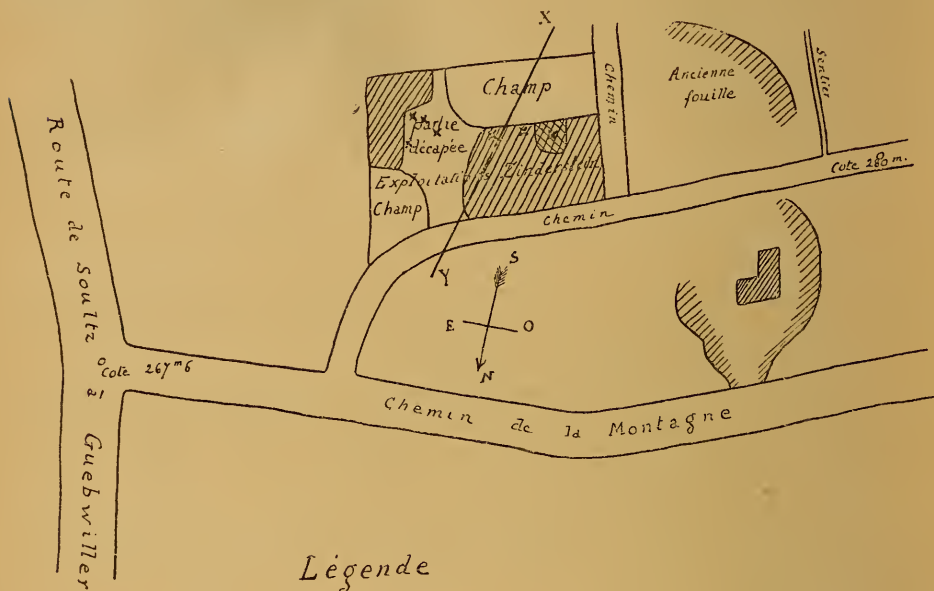 X
Champ
Chemin
Ancienne
fouille
Sentier
Partie
décapée
Exploitation Zinderstein
Champ
Chemin
Cote 280 m.
Y
S
E O
N
Route de Soultz
à Guebwiller
Cote 267m6
Chemin de la Montagne
Légende